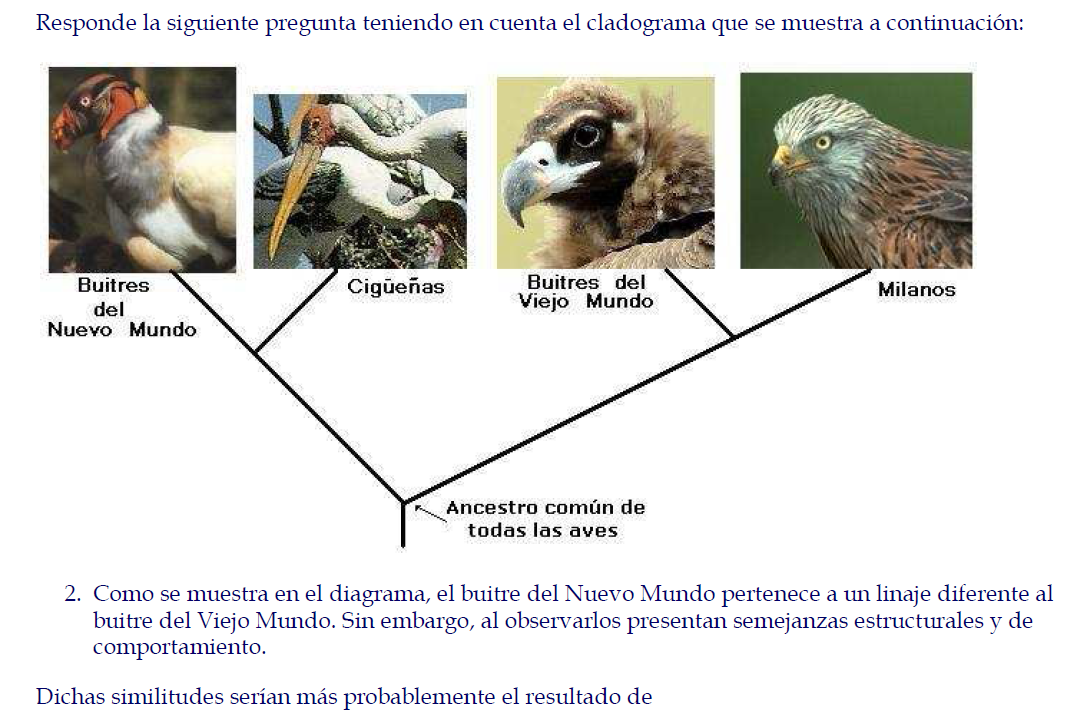 Responde la siguiente pregunta teniendo en cuenta el cladograma que se muestra a continuación:
Buitres
del
Nuevo Mundo
Cigüeñas
Buitres del
Viejo Mundo
Milanos
Ancestro común de
todas las aves
2. Como se muestra en el diagrama, el buitre del Nuevo Mundo pertenece a un linaje diferente al
buitre del Viejo Mundo. Sin embargo, al observarlos presentan semejanzas estructurales y de
comportamiento.
Dichas similitudes serían más probablemente el resultado de